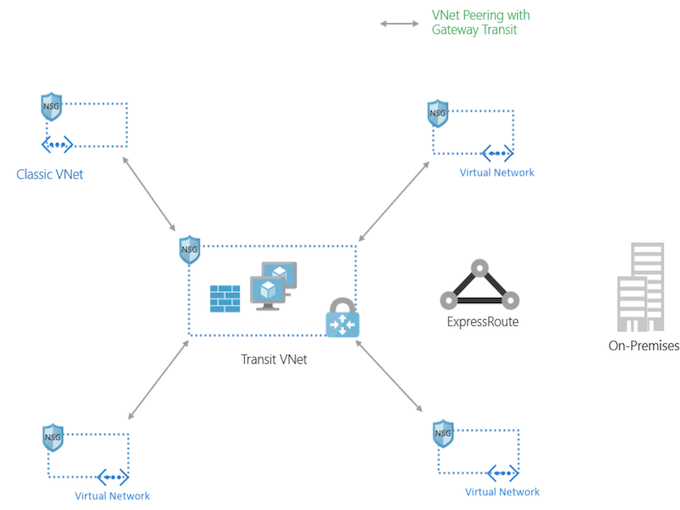 VNet Peering with
Gateway Transit
NSG
NSG
Classic VNet
Virtual Network
NSG
ExpressRoute
On-Premises
Transit VNet
NSG
NSG
Virtual Network
Virtual Network